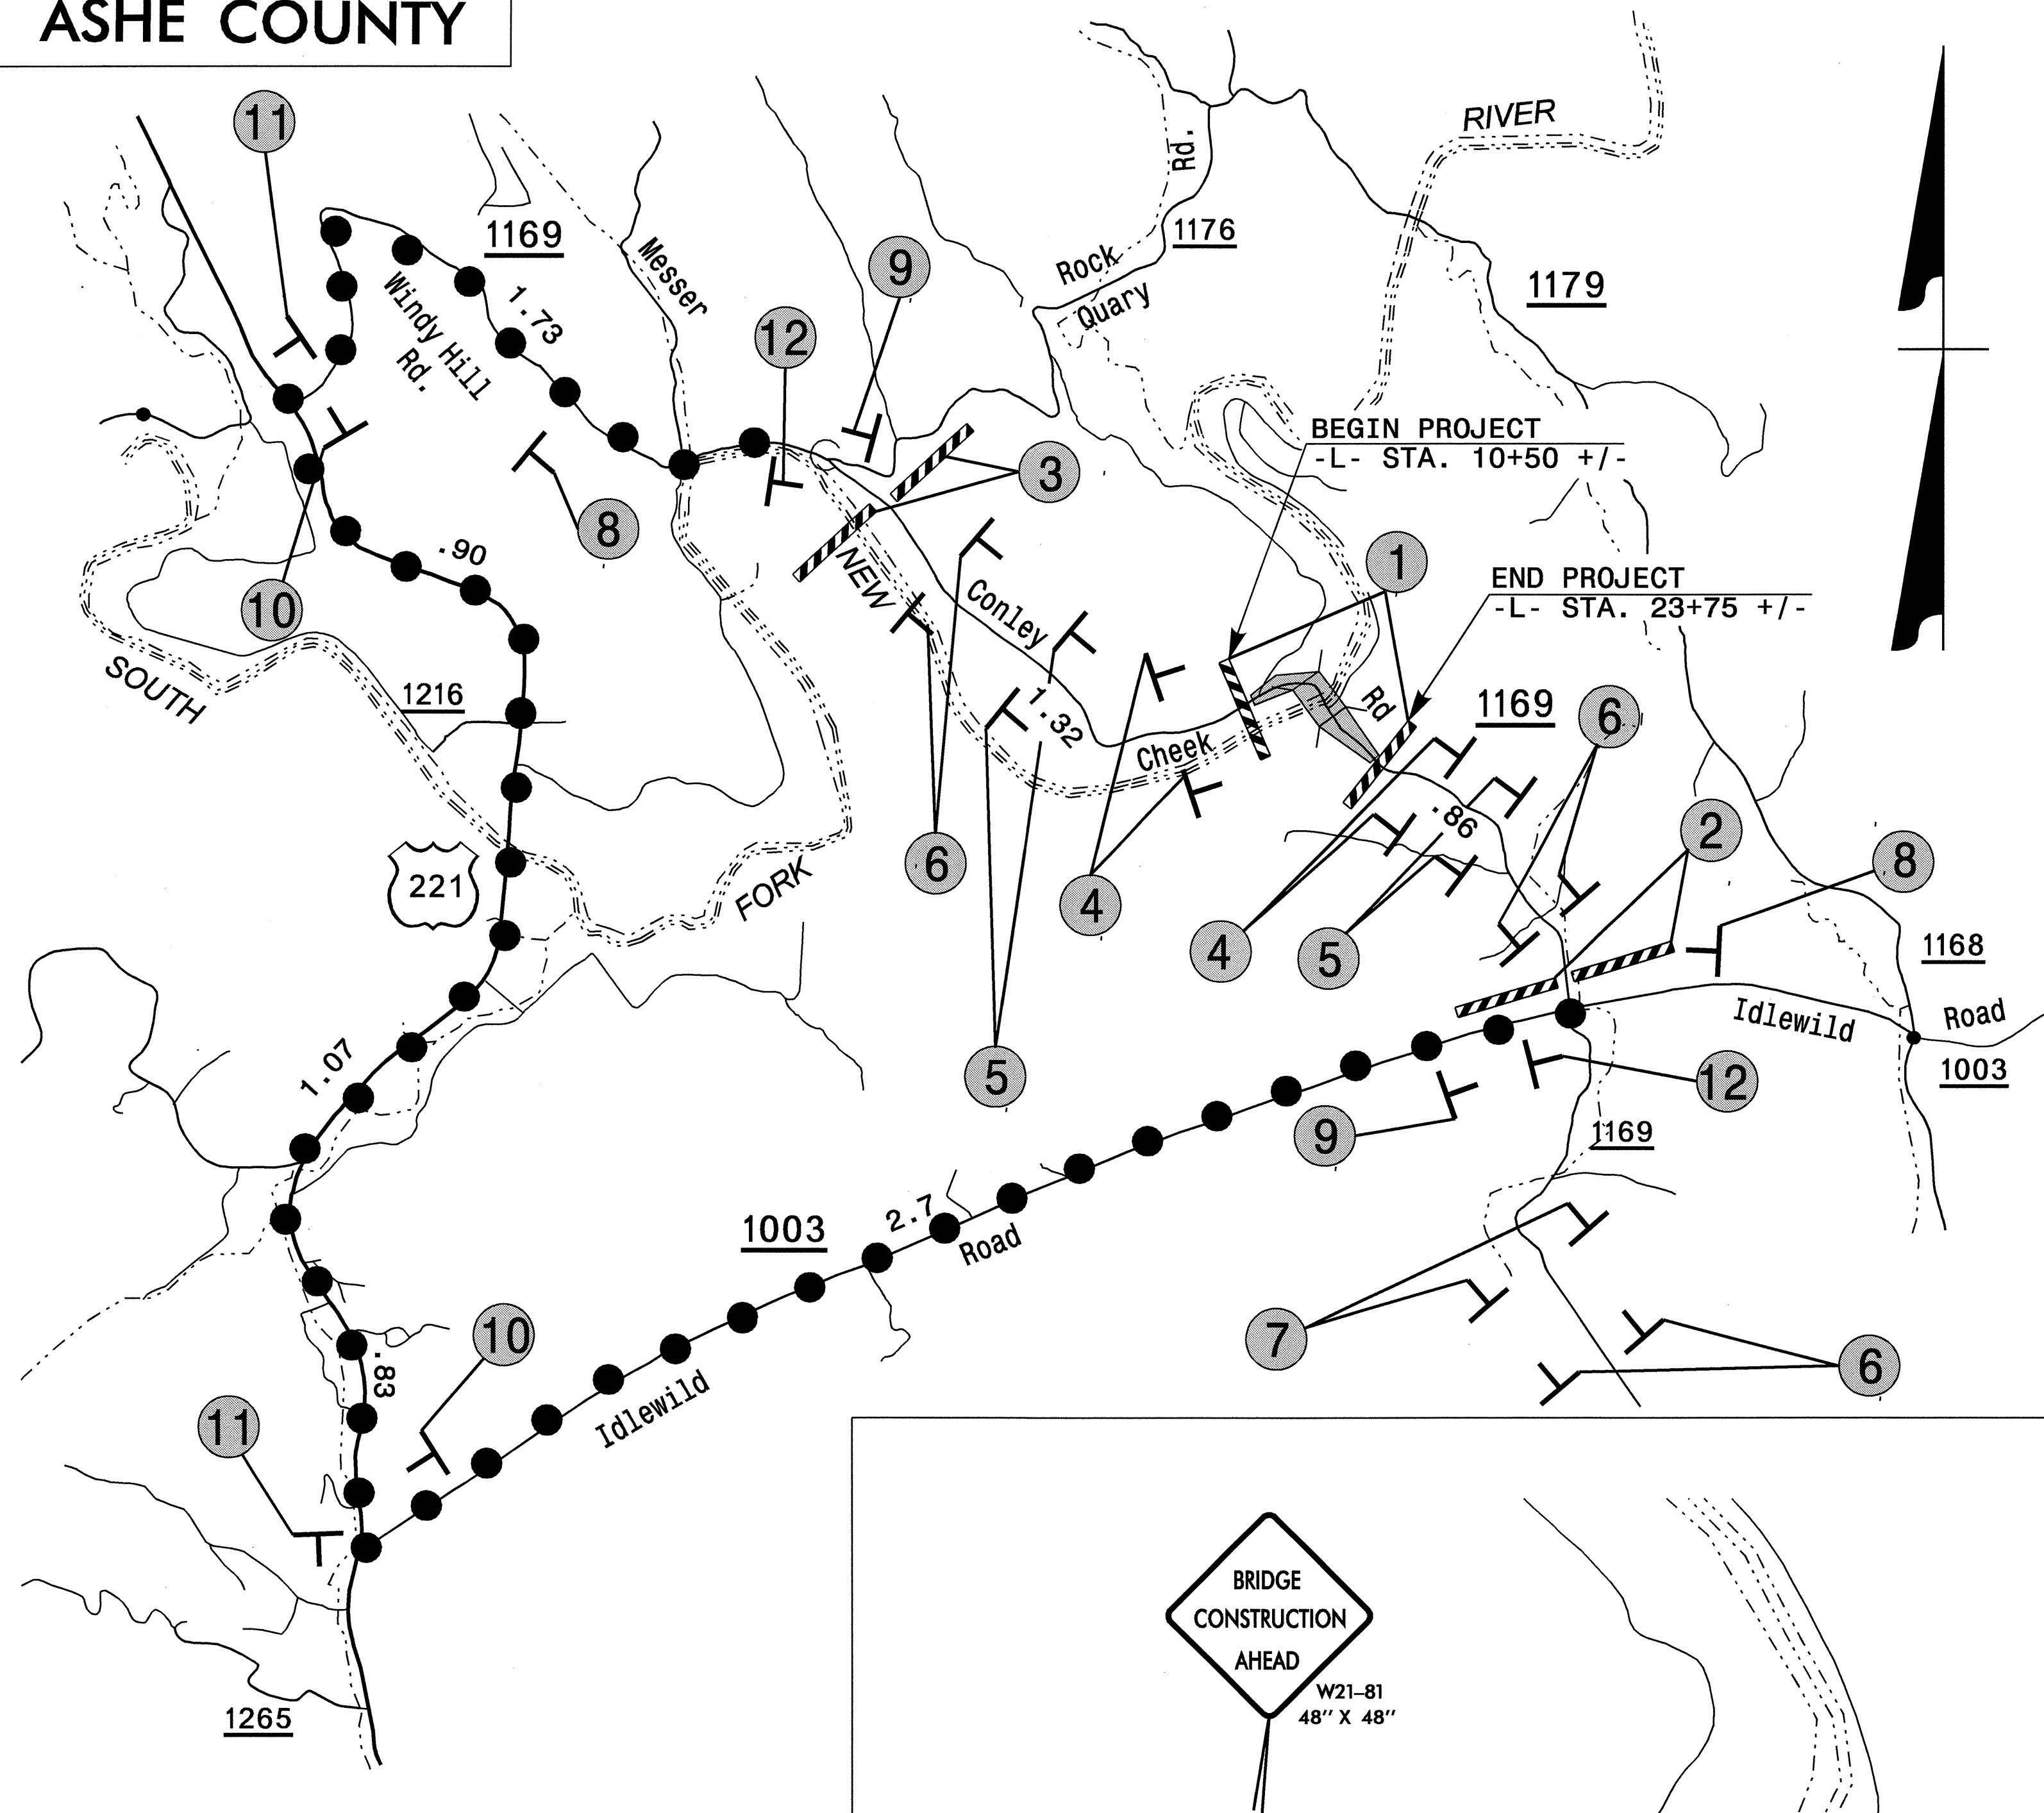 ASHE COUNTY
11
RIVER
Rd.
1176
1169
Messer
Rock
Quary
9
1179
Windy Hill
Rd.
1.73
12
BEGIN PROJECT
-L- STA. 10+50 +/-
3
8
.90
10
NEW
1
END PROJECT
-L- STA. 23+75 +/-
Conley
SOUTH
1216
1.32
Rd
1169
6
Cheek
.86
2
221
6
FORK
4
8
4
5
1168
Idlewild
Road
1003
1.07
5
12
9
1169
1003
2.7
Road
10
7
6
.83
Idlewild
11
BRIDGE
CONSTRUCTION
AHEAD
W21–81
48" X 48"
1265